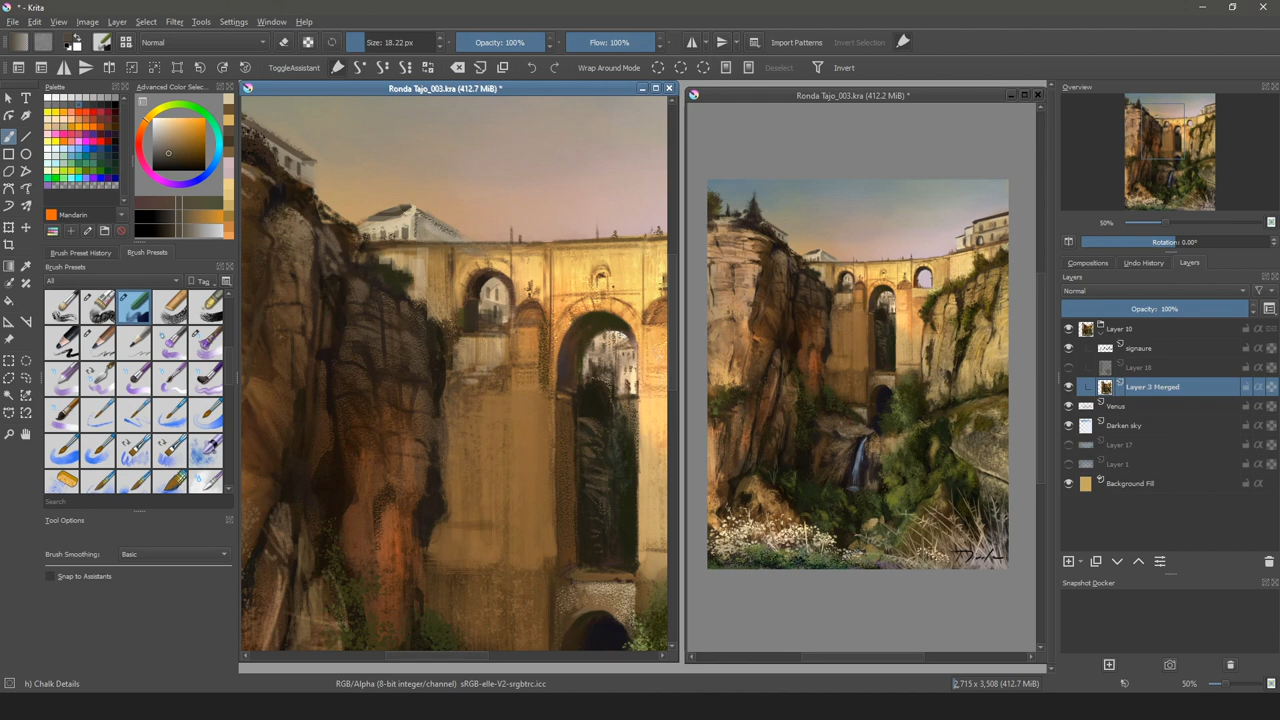 * - Krita
File Edit View Image Layer Select Filter Tools Settings Window Help
Normal Size: 18.22 px Opacity: 100% Flow: 100% Import Patterns Invert Selection
ToggleAssistant Wrap Around Mode Deselect Invert
Palette
Advanced Color Selec...
Mandarin
Brush Preset History Brush Presets
Brush Presets
All Tag
Search
Tool Options
Brush Smoothing: Basic
Snap to Assistants
Ronda Tajo_003.kra (412.7 MiB) *
Ronda Tajo_003.kra (412.2 MiB) *
Overview
50%
Rotation: 0.00°
Compositions Undo History Layers
Layers
Normal
Opacity: 100%
Layer 10
signaure
Layer 18
Layer 3 Merged
Venus
Darken sky
Layer 17
Layer 1
Background Fill
Snapshot Docker
h) Chalk Details
RGB/Alpha (8-bit integer/channel) sRGB-elle-V2-srgbtrc.icc
2,715 x 3,508 (412.7 MiB)
50%